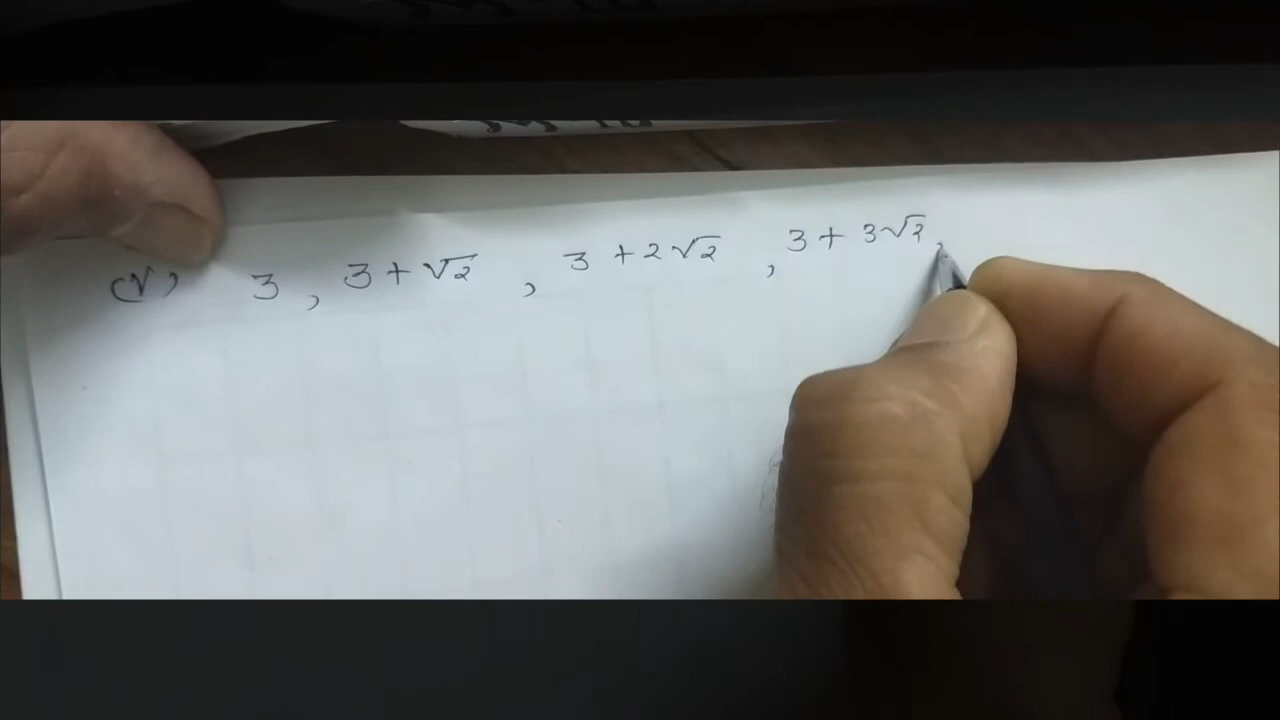 (v) 3, 3 + √2, 3 + 2√2, 3 + 3√2,